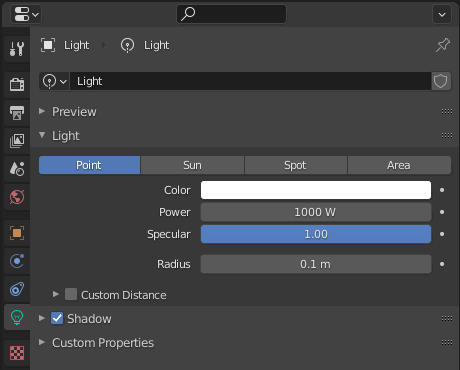 Light Light
Light
Preview
Light
Point Sun Spot Area
Color
Power 1000 W
Specular 1.00
Radius 0.1 m
Custom Distance
Shadow
Custom Properties